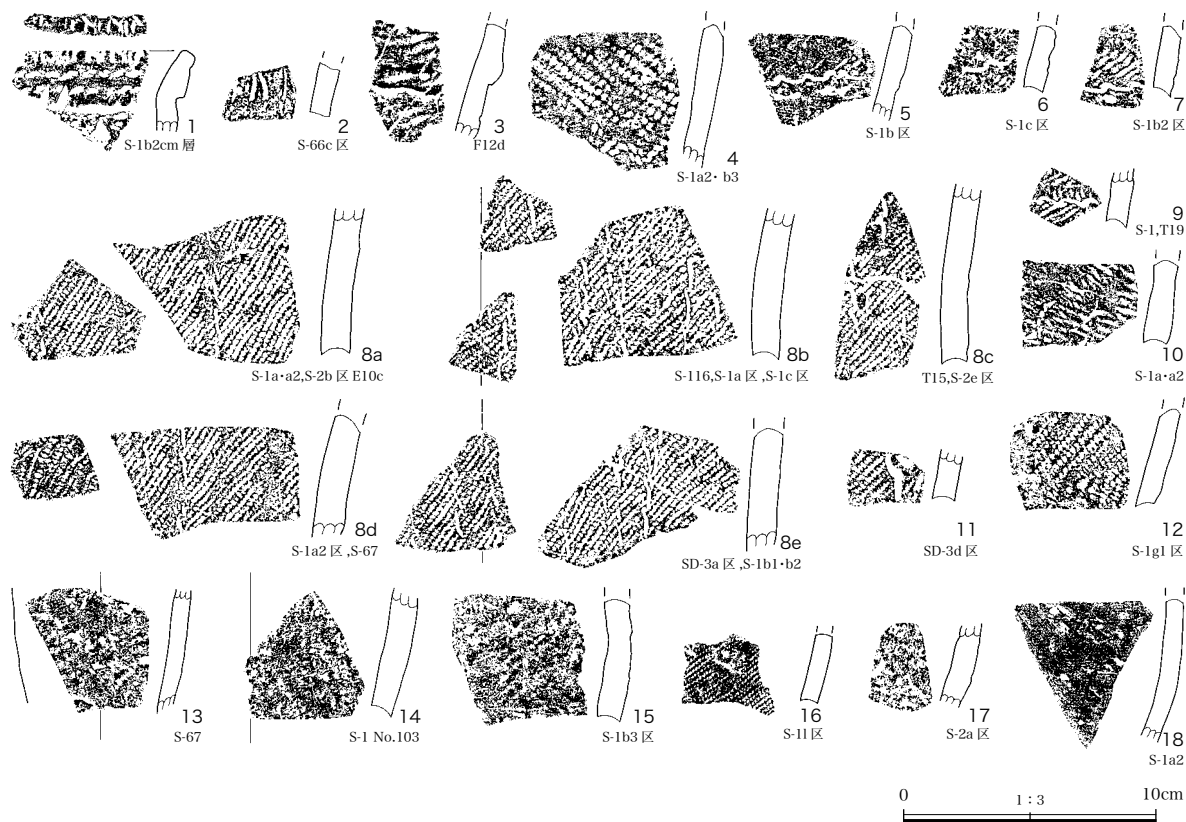 1
S-1b2cm 層
2
S-66c 区
3
F12d
4
S-1a2・b3
5
S-1b 区
6
S-1c 区
7
S-1b2 区
8a
S-1a・a2,S-2b 区 E10c
8b
S-116,S-1a 区 ,S-1c 区
8c
T15,S-2e 区
9
S-1,T19
10
S-1a・a2
8d
S-1a2 区 ,S-67
8e
SD-3a 区 ,S-1b1・b2
11
SD-3d 区
12
S-1g1 区
13
S-67
14
S-1 No.103
15
S-1b3 区
16
S-1l 区
17
S-2a 区
18
S-1a2
0 1：3 10cm